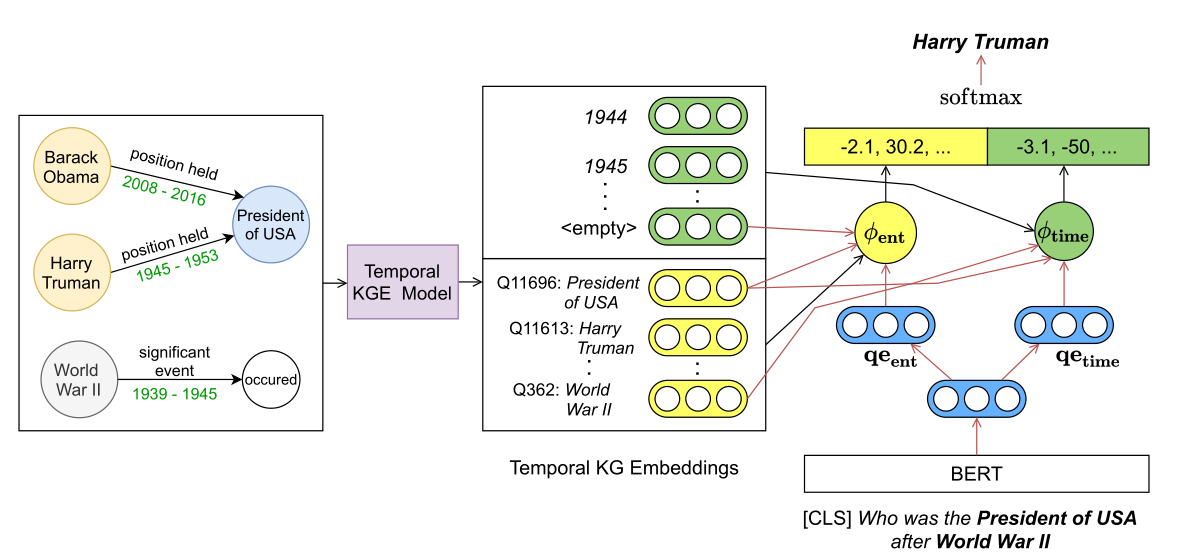 Barack
Obama
position held
2008 - 2016
President
of USA
Harry
Truman
position held
1945 - 1953
World
War II
significant
event
1939 - 1945
occured
Temporal
KGE Model
1944
1945
<empty>
Q11696: President
of USA
Q11613: Harry
Truman
Q362: World
War II
Temporal KG Embeddings
Harry Truman
softmax
-2.1, 30.2, ...
-3.1, -50, ...
ϕent
ϕtime
qeent
qetime
BERT
[CLS] Who was the President of USA
after World War II